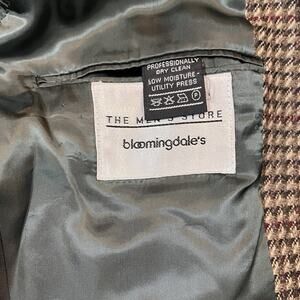 PROFESSIONALLY
DRY CLEAN
LOW MOISTURE -
UTILITY PRESS
P
THE MEN'S STORE
bloomingdale's